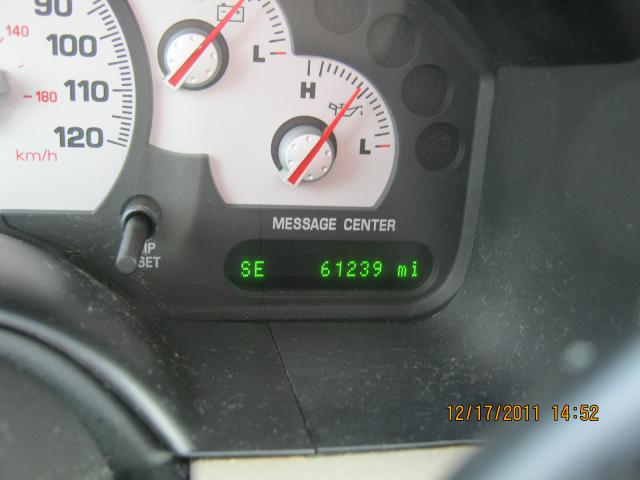 90
140
100
180
110
120
km/h
L
H
L
MESSAGE CENTER
SE 61239 mi
SET
12/17/2011 14:52